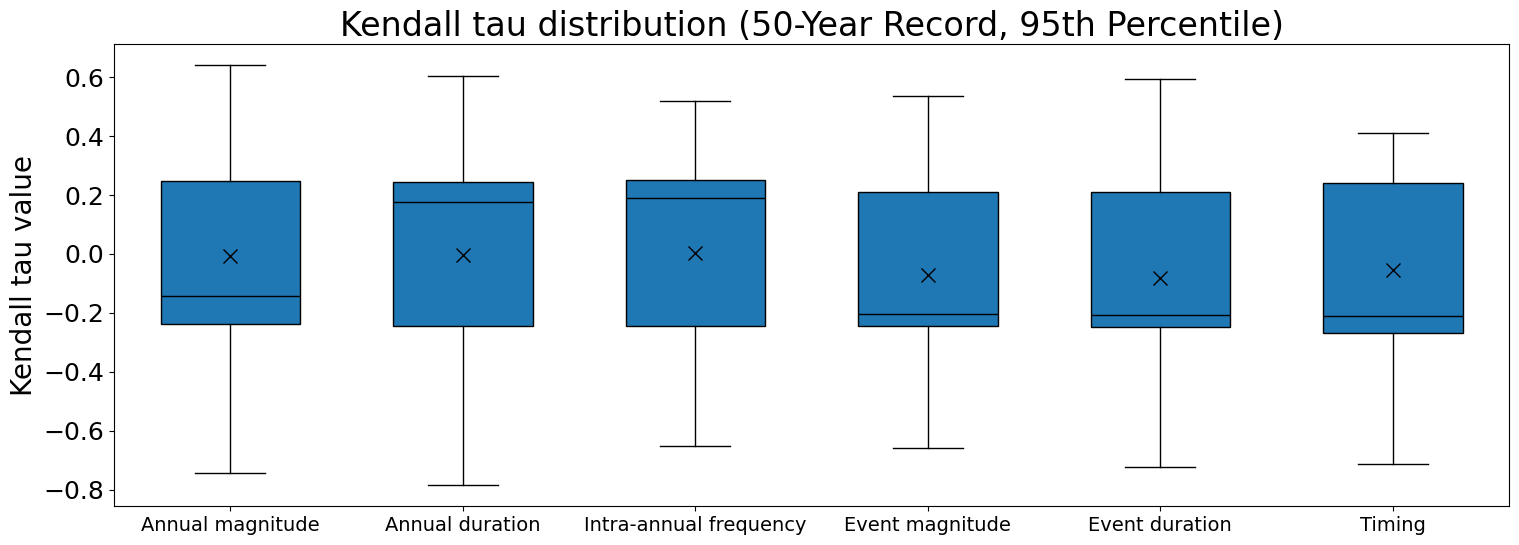 Kendall tau distribution (50-Year Record, 95th Percentile)
Kendall tau value
0.6
0.4
0.2
0.0
−0.2
−0.4
−0.6
−0.8
Annual magnitude
Annual duration
Intra-annual frequency
Event magnitude
Event duration
Timing